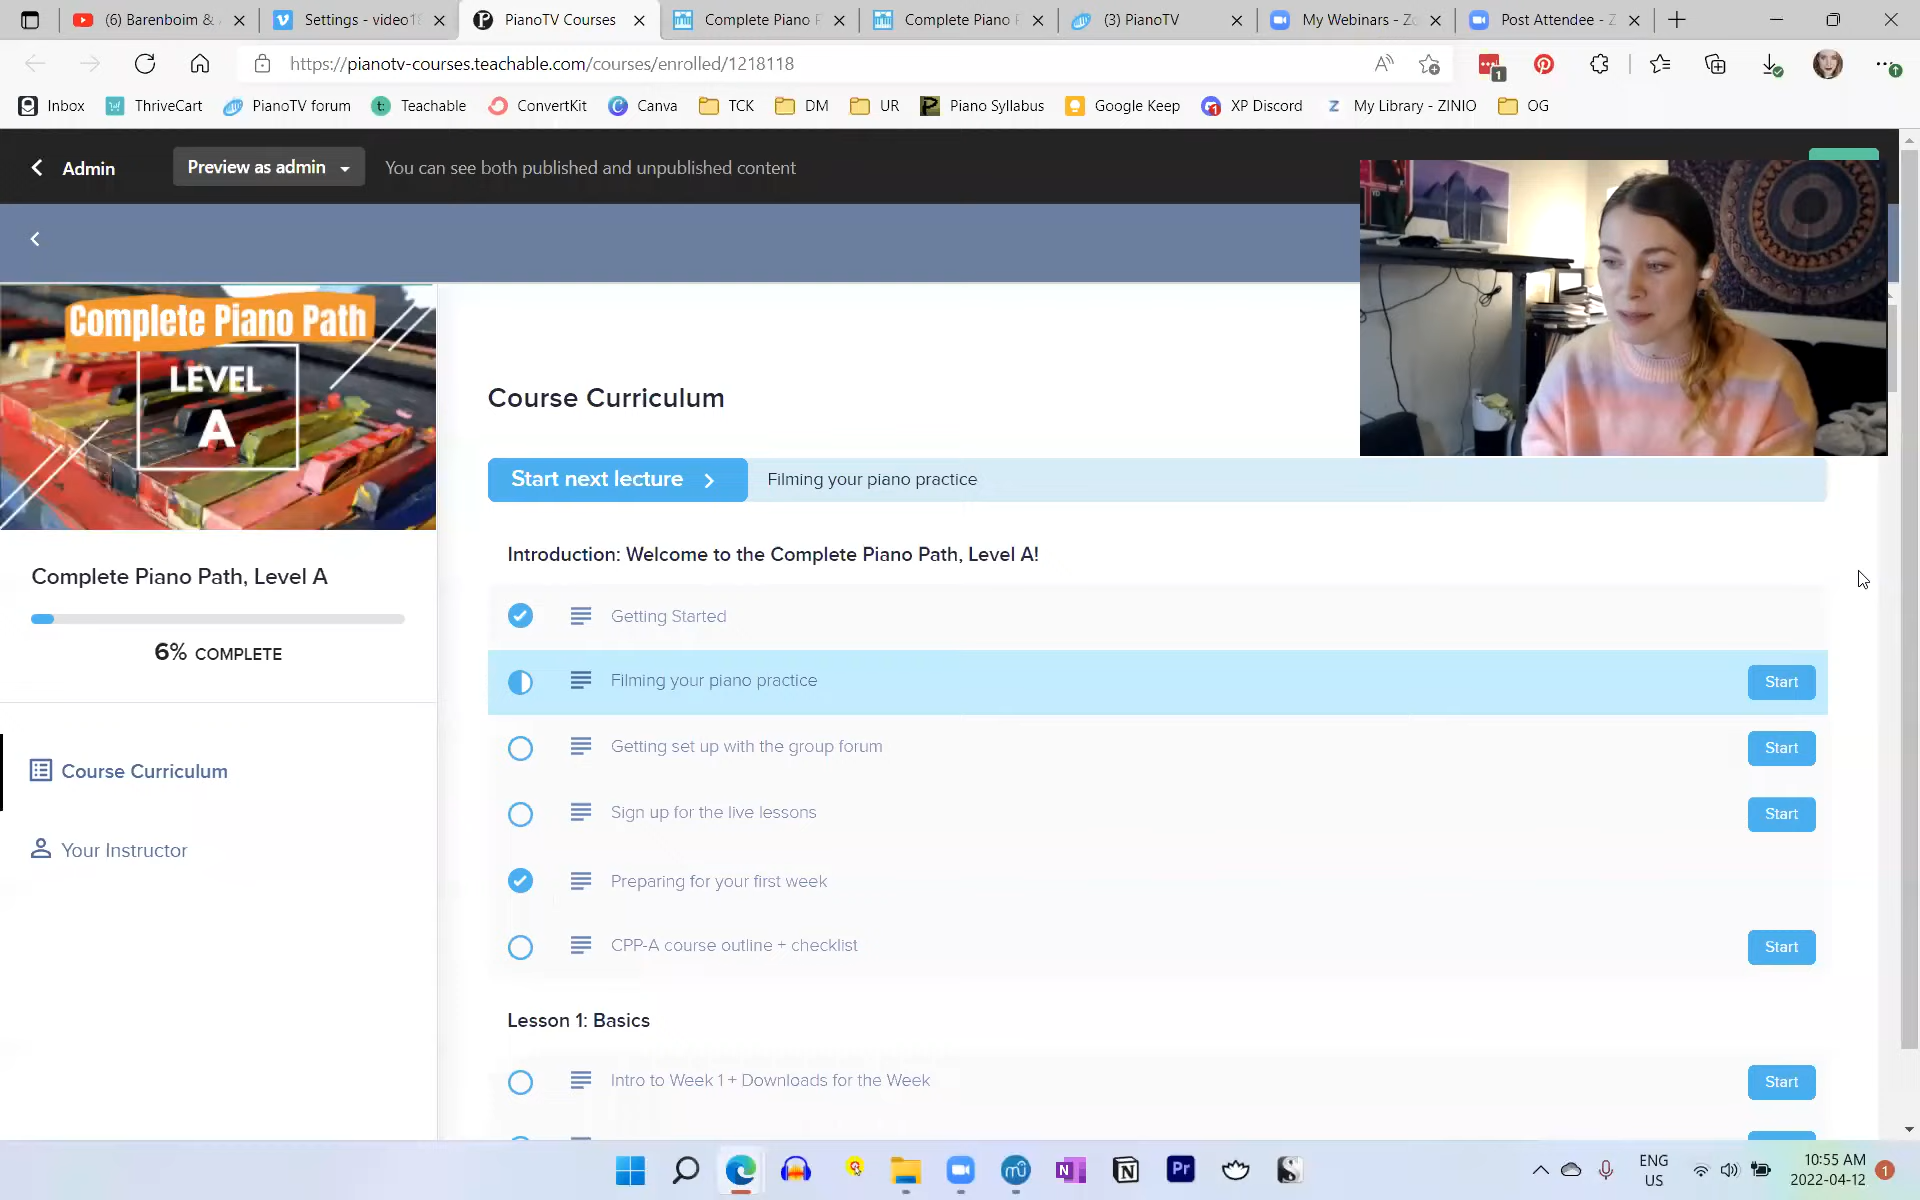 (6) Barenboim &
Settings - video18
PianoTV Courses
Complete Piano P
Complete Piano P
(3) PianoTV
My Webinars - Zo
Post Attendee - Z
https://pianotv-courses.teachable.com/courses/enrolled/1218118
1
Inbox
ThriveCart
PianoTV forum
Teachable
ConvertKit
Canva
TCK
DM
UR
Piano Syllabus
Google Keep
XP Discord
My Library - ZINIO
OG
Admin
Preview as admin
You can see both published and unpublished content
Complete Piano Path
LEVEL
A
Complete Piano Path, Level A
6% COMPLETE
Course Curriculum
Your Instructor
Course Curriculum
Start next lecture
Filming your piano practice
Introduction: Welcome to the Complete Piano Path, Level A!
Getting Started
Filming your piano practice
Start
Getting set up with the group forum
Start
Sign up for the live lessons
Start
Preparing for your first week
CPP-A course outline + checklist
Start
Lesson 1: Basics
Intro to Week 1 + Downloads for the Week
Start
ENG
US
10:55 AM
2022-04-12
1